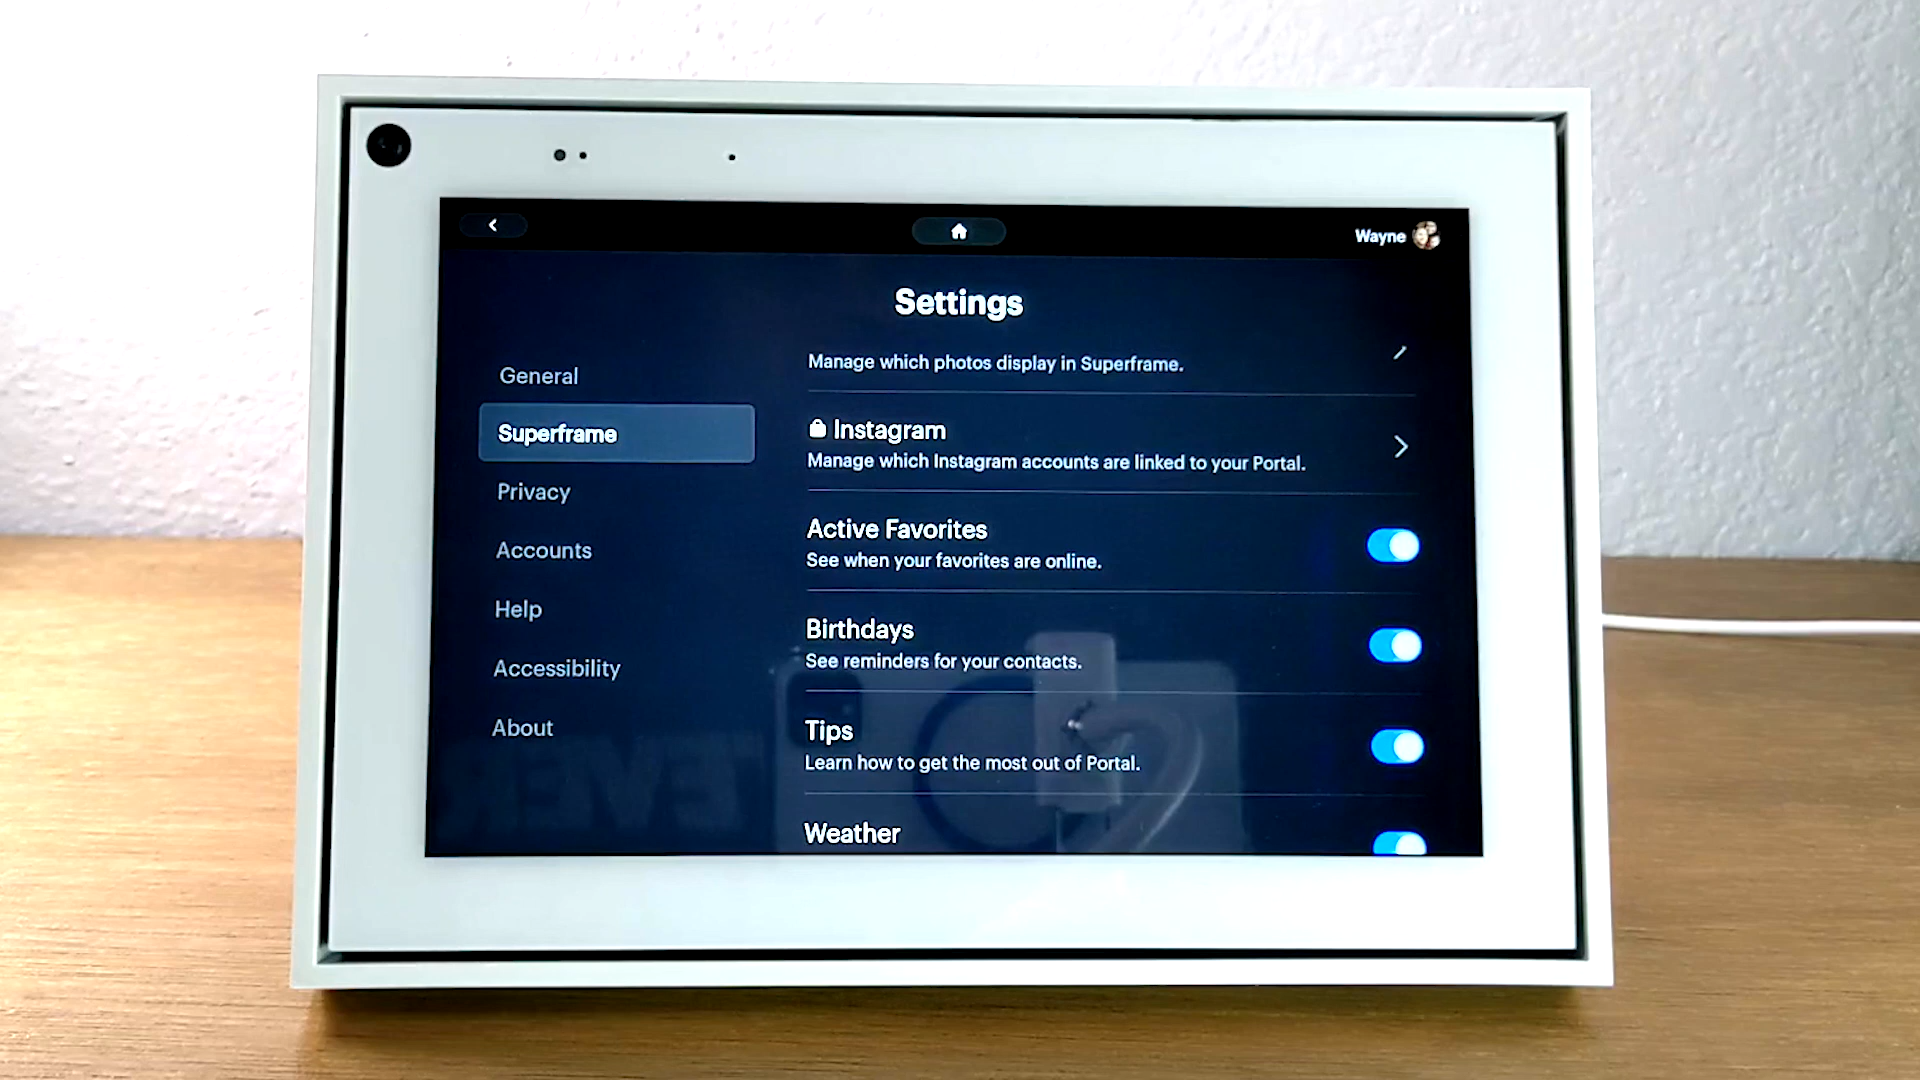 Wayne
Settings
General
Superframe
Privacy
Accounts
Help
Accessibility
About
Manage which photos display in Superframe.
Instagram
Manage which Instagram accounts are linked to your Portal.
Active Favorites
See when your favorites are online.
Birthdays
See reminders for your contacts.
Tips
Learn how to get the most out of Portal.
Weather